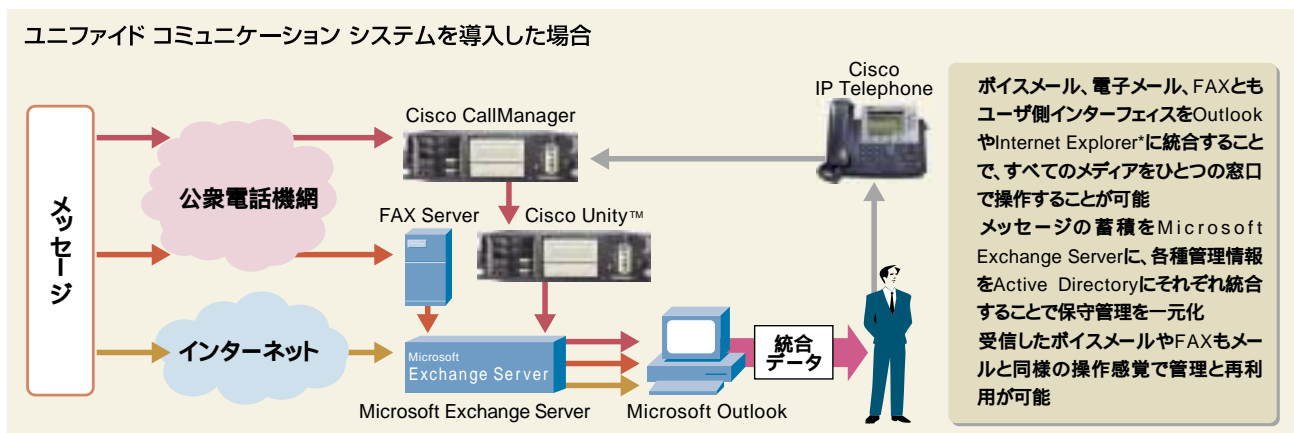 ユニファイド コミュニケーション システムを導入した場合
メッセージ
公衆電話機網
インターネット
Cisco CallManager
FAX Server
Cisco Unity™
Microsoft
Exchange Server
Microsoft Exchange Server
Microsoft Outlook
Cisco
IP Telephone
統合
データ
ボイスメール、電子メール、FAXとも
ユーザ側インターフェィスをOutlook
やInternet Explorer*に統合すること
で、すべてのメディアをひとつの窓口
で操作することが可能
メッセージの蓄積をMicrosoft
Exchange Serverに、各種管理情報
をActive Directoryにそれぞれ統合
することで保守管理を一元化
受信したボイスメールやFAXもメー
ルと同様の操作感覚で管理と再利
用が可能